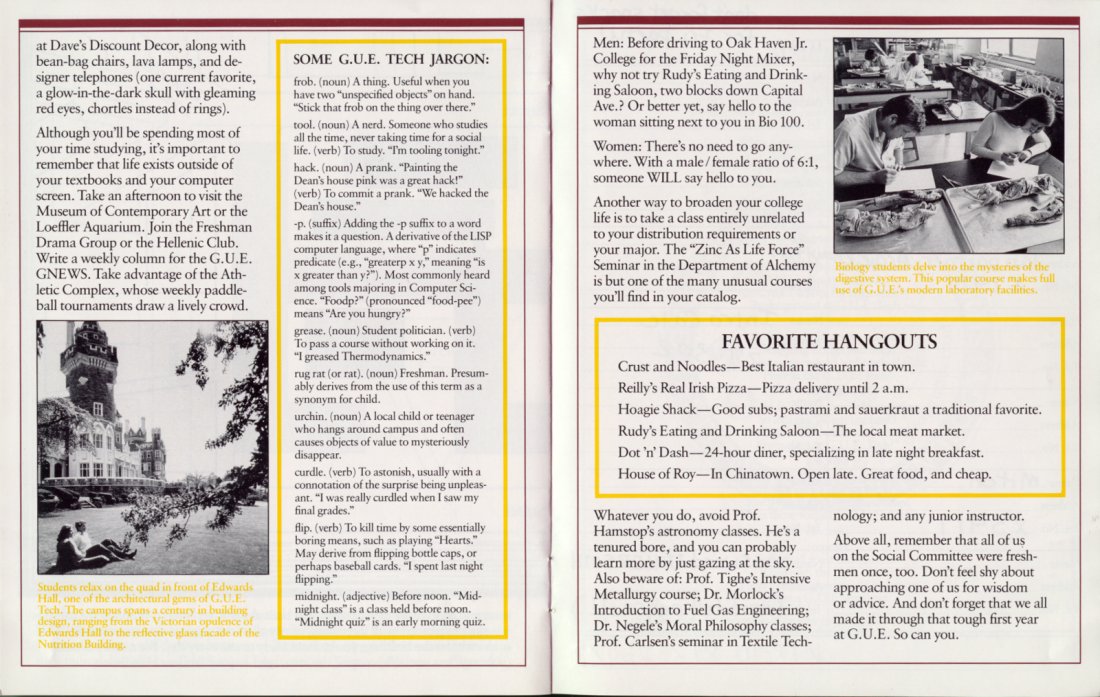 at Dave's Discount Decor, along with
bean-bag chairs, lava lamps, and de-
signer telephones (one current favorite,
a glow-in-the-dark skull with gleaming
red eyes, chortles instead of rings).
Although you'll be spending most of
your time studying, it's important to
remember that life exists outside of
your textbooks and your computer
screen. Take an afternoon to visit the
Museum of Contemporary Art or the
Loeffler Aquarium. Join the Freshman
Drama Group or the Hellenic Club.
Write a weekly column for the G.U.E.
GNEWS. Take advantage of the Ath-
letic Complex, whose weekly paddle-
ball tournaments draw a lively crowd.
Students relax on the quad in front of Edwards
Hall, one of the architectural gems of G.U.E.
Tech. The campus spans a century in building
design, ranging from the Victorian opulence of
Edwards Hall to the reflective glass facade of the
Nutrition Building.
SOME G.U.E. TECH JARGON:
frob. (noun) A thing. Useful when you
have two “unspecified objects” on hand.
“Stick that frob on the thing over there.”
tool. (noun) A nerd. Someone who studies
all the time, never taking time for a social
life. (verb) To study. “I'm tooling tonight.”
hack. (noun) A prank. “Painting the
Dean's house pink was a great hack!”
(verb) To commit a prank. “We hacked the
Dean's house.”
-p. (suffix) Adding the -p suffix to a word
makes it a question. A derivative of the LISP
computer language, where “p” indicates
predicate (e.g., “greaterp x y,” meaning “is
x greater than y?”). Most commonly heard
among tools majoring in Computer Sci-
ence. “Foodp?” (pronounced “food-pee”)
means “Are you hungry?”
grease. (noun) Student politician. (verb)
To pass a course without working on it.
“I greased Thermodynamics.”
rug rat (or rat). (noun) Freshman. Presum-
ably derives from the use of this term as a
synonym for child.
urchin. (noun) A local child or teenager
who hangs around campus and often
causes objects of value to mysteriously
disappear.
curdle. (verb) To astonish, usually with a
connotation of the surprise being unpleas-
ant. “I was really curdled when I saw my
final grades.”
flip. (verb) To kill time by some essentially
boring means, such as playing “Hearts.”
May derive from flipping bottle caps, or
perhaps baseball cards. “I spent last night
flipping.”
midnight. (adjective) Before noon. “Mid-
night class” is a class held before noon.
“Midnight quiz” is an early morning quiz.
Men: Before driving to Oak Haven Jr.
College for the Friday Night Mixer,
why not try Rudy's Eating and Drink-
ing Saloon, two blocks down Capital
Ave.? Or better yet, say hello to the
woman sitting next to you in Bio 100.
Women: There's no need to go any-
where. With a male/female ratio of 6:1,
someone WILL say hello to you.
Another way to broaden your college
life is to take a class entirely unrelated
to your distribution requirements or
your major. The “Zinc As Life Force”
Seminar in the Department of Alchemy
is but one of the many unusual courses
you'll find in your catalog.
Biology students delve into the mysteries of the
digestive system. This popular course makes full
use of G.U.E.'s modern laboratory facilities.
FAVORITE HANGOUTS
Crust and Noodles—Best Italian restaurant in town.
Reilly's Real Irish Pizza—Pizza delivery until 2 a.m.
Hoagie Shack—Good subs; pastrami and sauerkraut a traditional favorite.
Rudy's Eating and Drinking Saloon—The local meat market.
Dot 'n' Dash—24-hour diner, specializing in late night breakfast.
House of Roy—In Chinatown. Open late. Great food, and cheap.
Whatever you do, avoid Prof.
Hamstop's astronomy classes. He's a
tenured bore, and you can probably
learn more by just gazing at the sky.
Also beware of: Prof. Tighe's Intensive
Metallurgy course; Dr. Morlock's
Introduction to Fuel Gas Engineering;
Dr. Negele's Moral Philosophy classes;
Prof. Carlsen's seminar in Textile Tech-
nology; and any junior instructor.
Above all, remember that all of us
on the Social Committee were fresh-
men once, too. Don't feel shy about
approaching one of us for wisdom
or advice. And don't forget that we all
made it through that tough first year
at G.U.E. So can you.